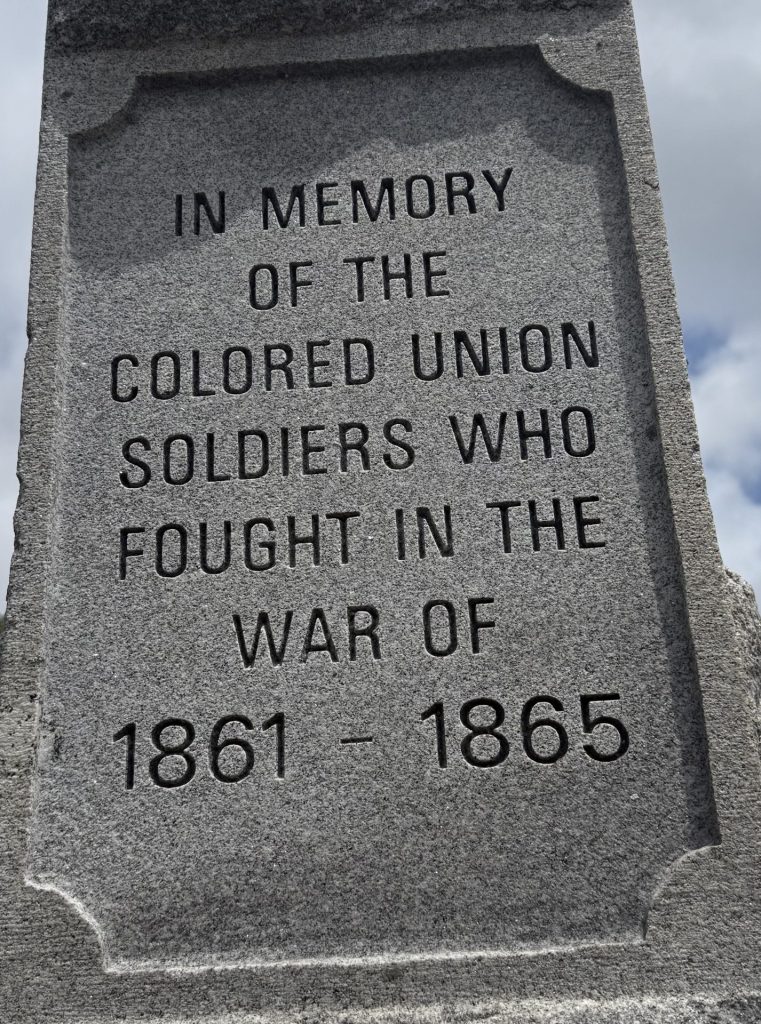 IN MEMORY
OF THE
COLORED UNION
SOLDIERS WHO
FOUGHT IN THE
WAR OF
1861 - 1865